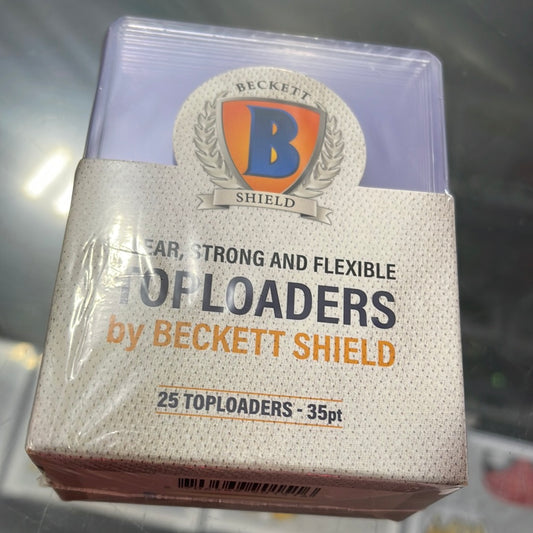 BECKETT
B
SHIELD
EAR, STRONG AND FLEXIBLE
TOPLOADERS
by BECKETT SHIELD
25 TOPLOADERS - 35pt